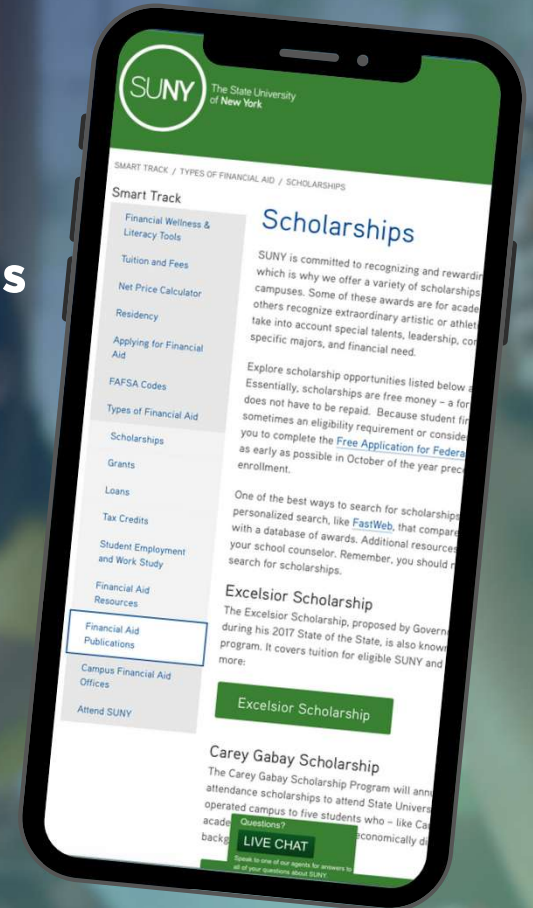 S
SUNY
The State University
of New York
SMART TRACK / TYPES OF FINANCIAL AID / SCHOLARSHIPS
Smart Track
Financial Wellness &
Literacy Tools
Tuition and Fees
Net Price Calculator
Residency
Applying for Financial
Aid
FAFSA Codes
Types of Financial Aid
Scholarships
Grants
Loans
Tax Credits
Student Employment
and Work Study
Financial Aid
Resources
Financial Aid
Publications
Campus Financial Aid
Offices
Attend SUNY
Scholarships
SUNY is committed to recognizing and rewardin
which is why we offer a variety of scholarships
campuses. Some of these awards are for acade
others recognize extraordinary artistic or athlet
take into account special talents, leadership, co
specific majors, and financial need.
Explore scholarship opportunities listed below a
Essentially, scholarships are free money – a for
does not have to be repaid. Because student fi
sometimes an eligibility requirement or conside
you to complete the Free Application for Federa
as early as possible in October of the year prec
enrollment.
One of the best ways to search for scholarships
personalized search, like FastWeb, that compare
with a database of awards. Additional resources
your school counselor. Remember, you should
search for scholarships.
Excelsior Scholarship
The Excelsior Scholarship, proposed by Govern
during his 2017 State of the State, is also known
program. It covers tuition for eligible SUNY and
more:
Excelsior Scholarship
Carey Gabay Scholarship
The Carey Gabay Scholarship Program will ann
attendance scholarships to attend State Univers
operated campus to five students who – like Ca
acade economically di
backg
Questions?
LIVE CHAT
Speak to one of our agents for answers to
all of your questions about SUNY.